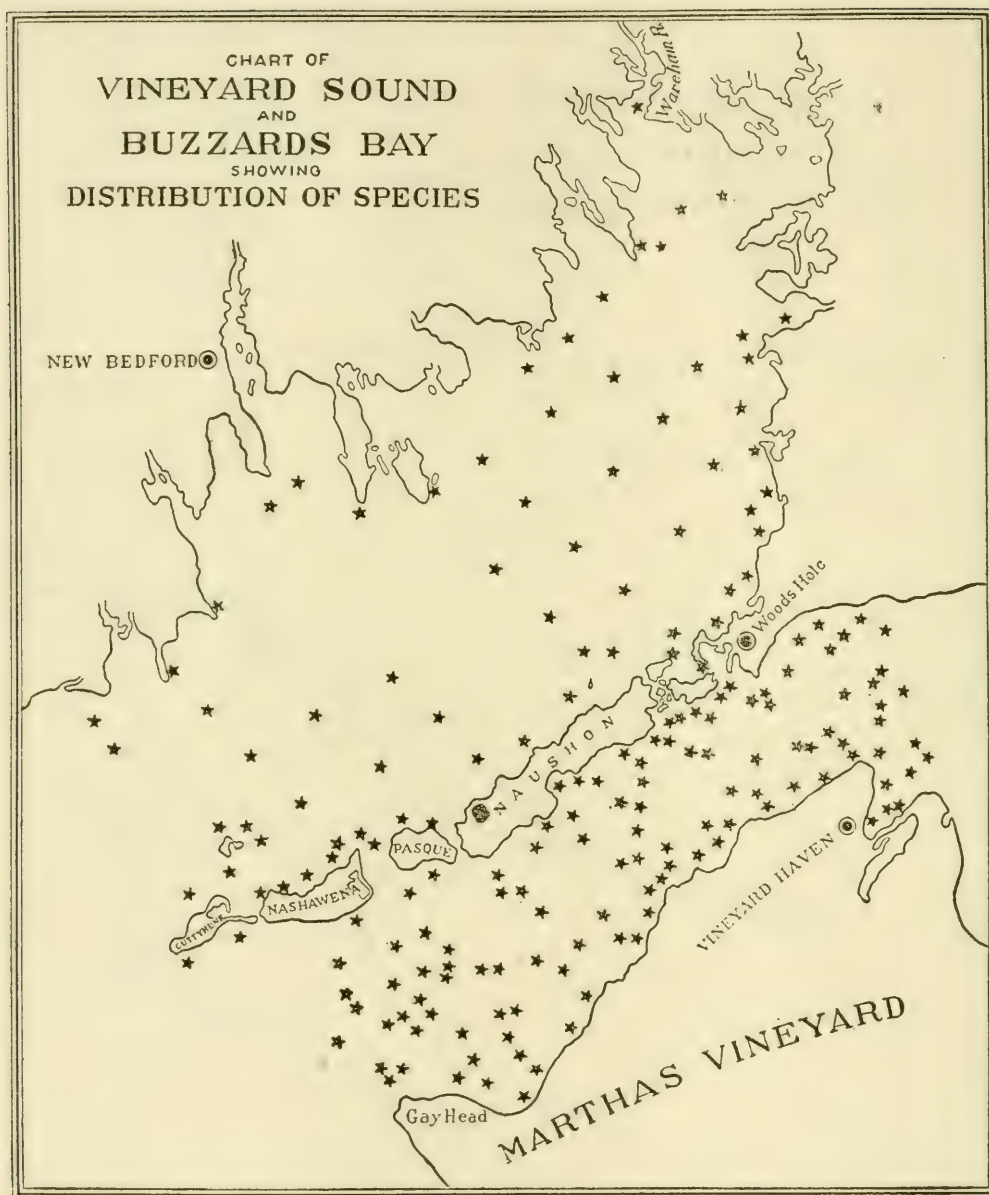 CHART OF
VINEYARD SOUND
AND
BUZZARDS BAY
SHOWING
DISTRIBUTION OF SPECIES
Wareham R.
NEW BEDFORD
Woods Hole
NAUSHON
PASQUE
NASHAWENA
CUTTYHUNK
VINEYARD HAVEN
MARTHAS VINEYARD
Gay Head